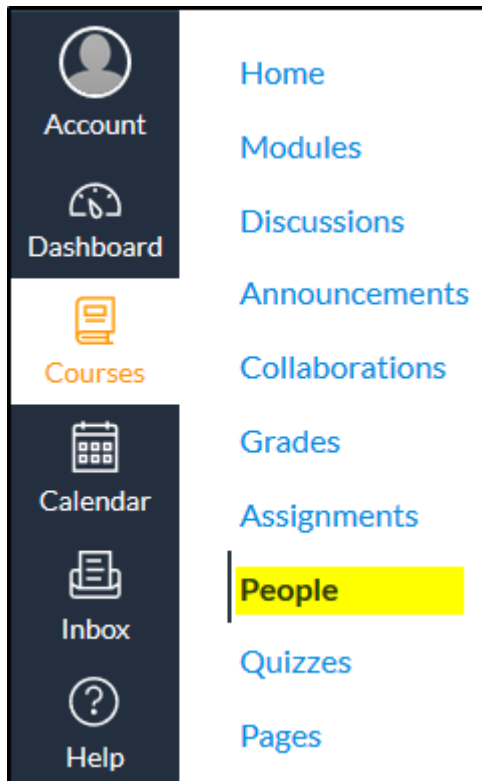 Account
Dashboard
Courses
Calendar
Inbox
?
Help
Home
Modules
Discussions
Announcements
Collaborations
Grades
Assignments
People
Quizzes
Pages